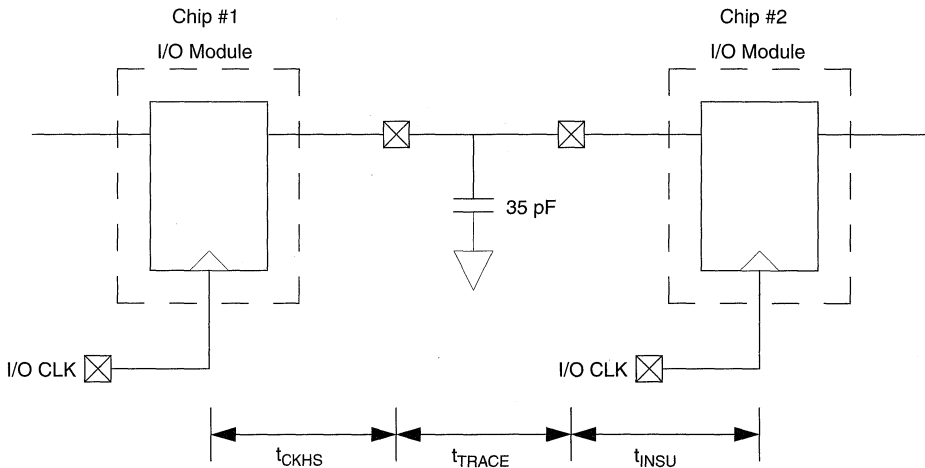 Chip #1
I/O Module
Chip #2
I/O Module
35 pF
I/O CLK
I/O CLK
tCKHS
tTRACE
tINSU